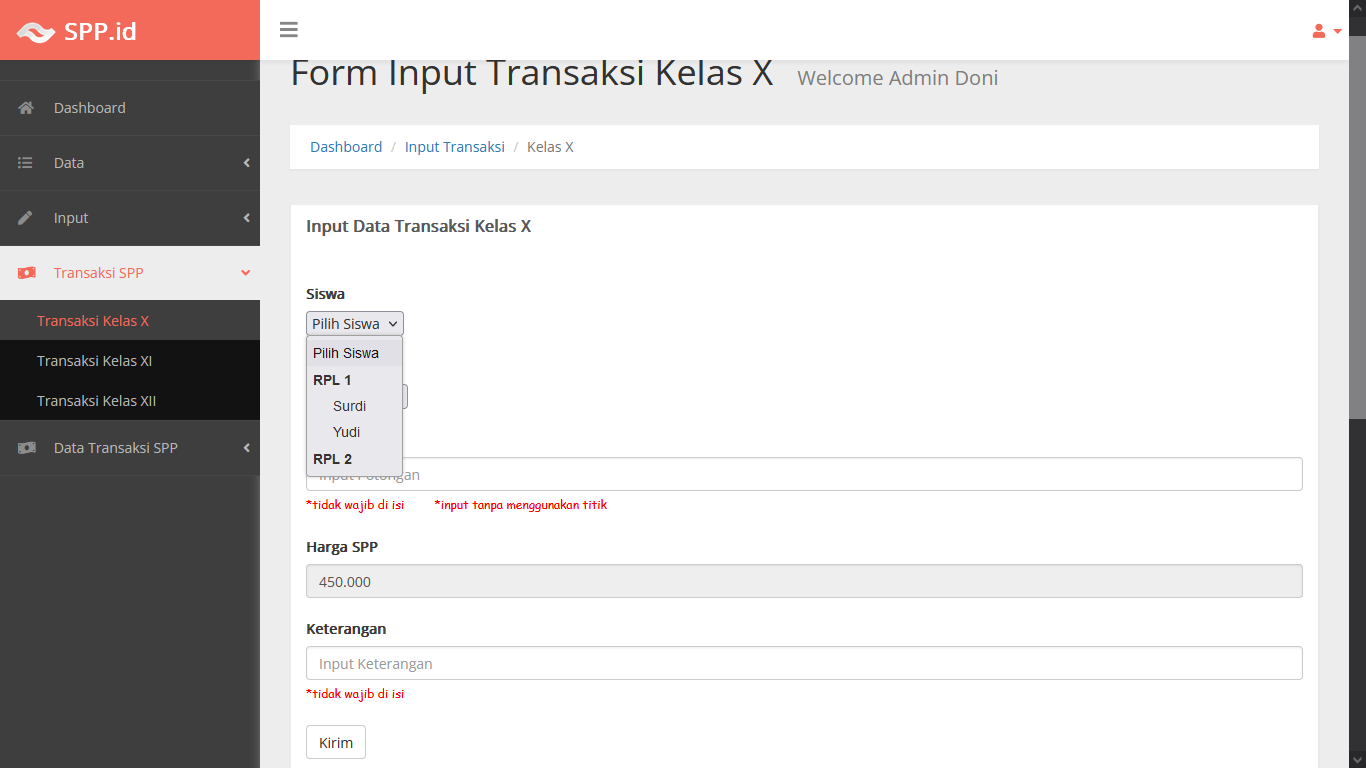 SPP.id
Form Input Transaksi Kelas X Welcome Admin Doni
Dashboard
Data
Input
Transaksi SPP
Transaksi Kelas X
Transaksi Kelas XI
Transaksi Kelas XII
Data Transaksi SPP
Dashboard / Input Transaksi / Kelas X
Input Data Transaksi Kelas X
Siswa
Pilih Siswa
Pilih Siswa
RPL 1
Surdi
Yudi
RPL 2
Input Potongan
*tidak wajib di isi *input tanpa menggunakan titik
Harga SPP
450.000
Keterangan
Input Keterangan
*tidak wajib di isi
Kirim